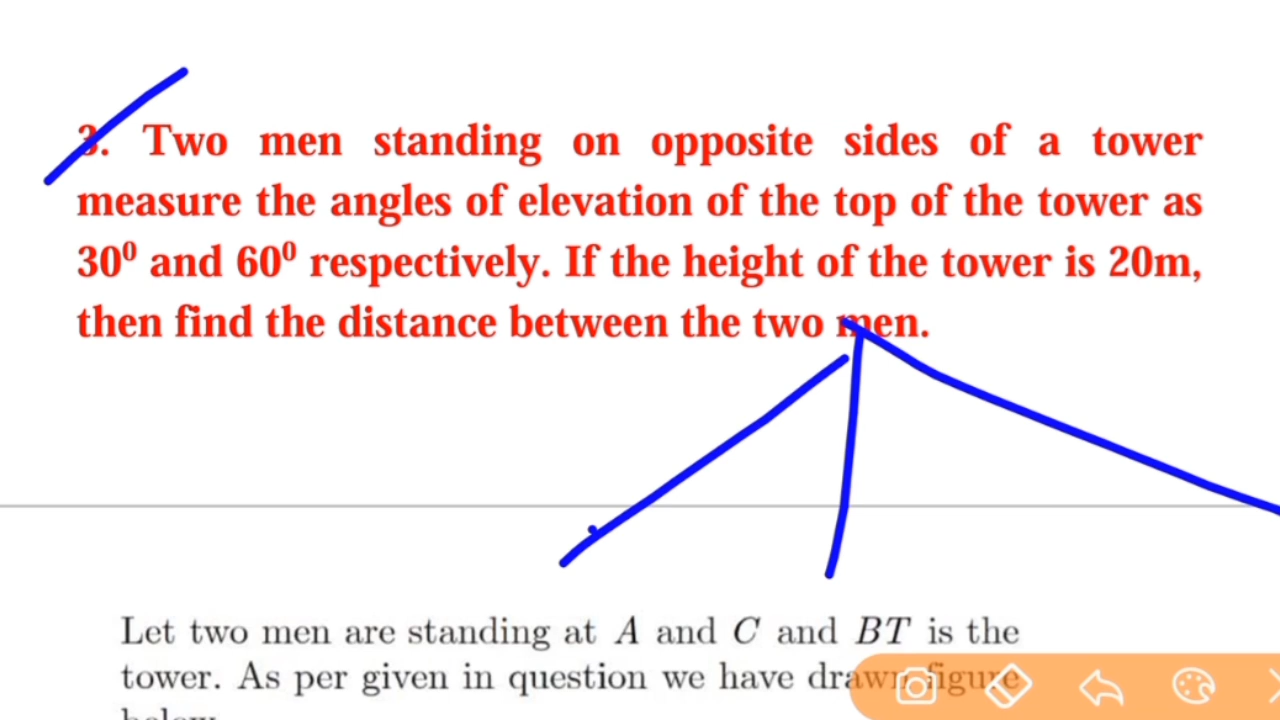 3. Two men standing on opposite sides of a tower
measure the angles of elevation of the top of the tower as
30⁰ and 60⁰ respectively. If the height of the tower is 20m,
then find the distance between the two men.
Let two men are standing at A and C and BT is the
tower. As per given in question we have drawn figure
below